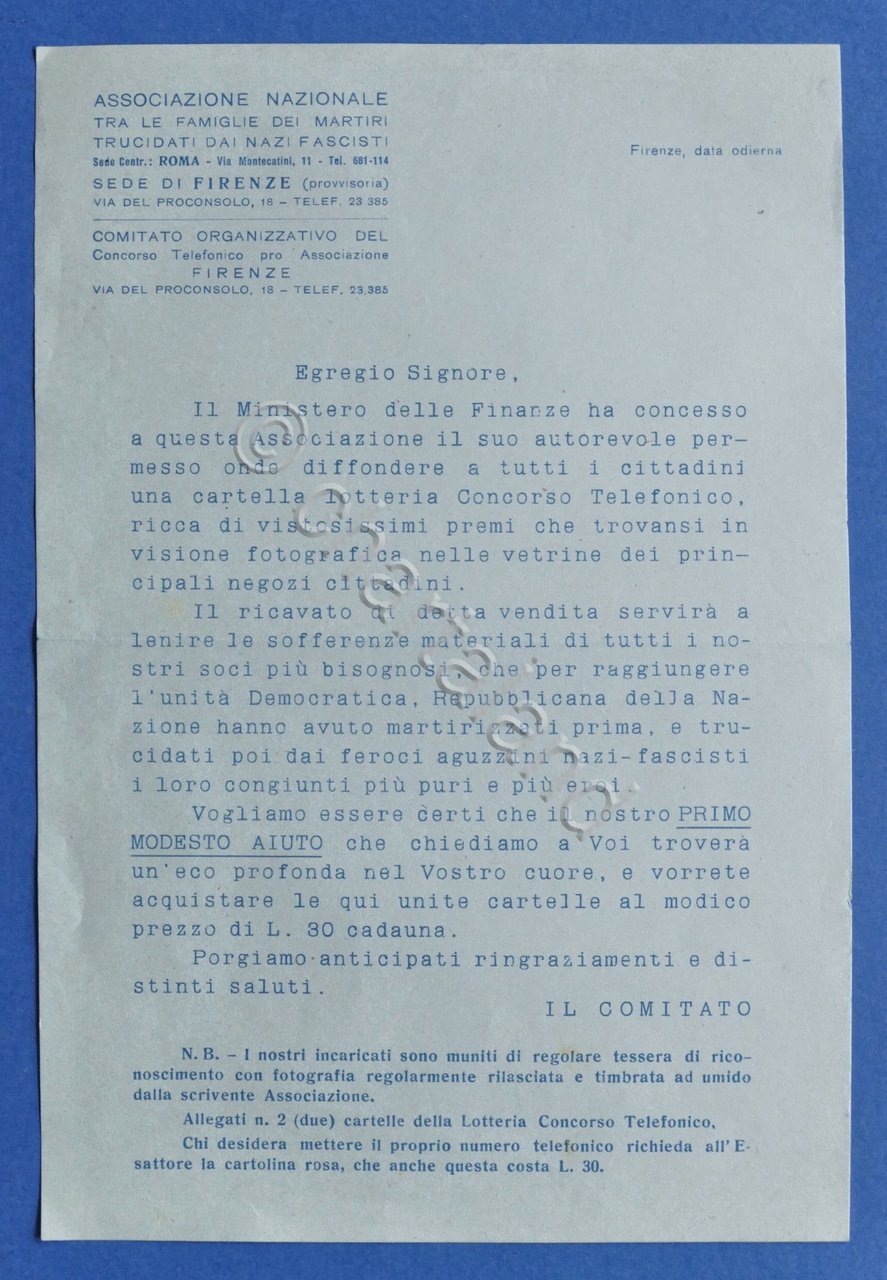 ASSOCIAZIONE NAZIONALE
TRA LE FAMIGLIE DEI MARTIRI
TRUCIDATI DAI NAZI FASCISTI
Sede Centr.: ROMA - Via Montecatini, 11 - Tel. 681-114
SEDE DI FIRENZE (provvisoria)
VIA DEL PROCONSOLO, 18 – TELEF. 23 385
COMITATO ORGANIZZATIVO DEL
Concorso Telefonico pro Associazione
FIRENZE
VIA DEL PROCONSOLO, 18 – TELEF. 23.385
Firenze, data odierna
Egregio Signore,
Il Ministero delle Finanze ha concesso
a questa Associazione il suo autorevole per-
messo onde diffondere a tutti i cittadini
una cartella lotteria Concorso Telefonico,
ricca di vistosissimi premi che trovansi in
visione fotografica nelle vetrine dei prin-
cipali negozi cittadini.
Il ricavato di detta vendita servirà a
lenire le sofferenze materiali di tutti i no-
stri soci più bisognosi, che per raggiungere
l'unità Democratica, Repubblicana della Na-
zione hanno avuto martirizzati prima, e tru-
cidati poi dai feroci aguzzini nazi-fascisti
i loro congiunti più puri e più eroi.
Vogliamo essere certi che il nostro PRIMO
MODESTO AIUTO che chiediamo a Voi troverà
un'eco profonda nel Vostro cuore, e vorrete
acquistare le qui unite cartelle al modico
prezzo di L. 30 cadauna.
Porgiamo anticipati ringraziamenti e di-
stinti saluti.
IL COMITATO
N. B. – I nostri incaricati sono muniti di regolare tessera di rico-
noscimento con fotografia regolarmente rilasciata e timbrata ad umido
dalla scrivente Associazione.
Allegati n. 2 (due) cartelle della Lotteria Concorso Telefonico.
Chi desidera mettere il proprio numero telefonico richieda all'E-
sattore la cartolina rosa, che anche questa costa L. 30.